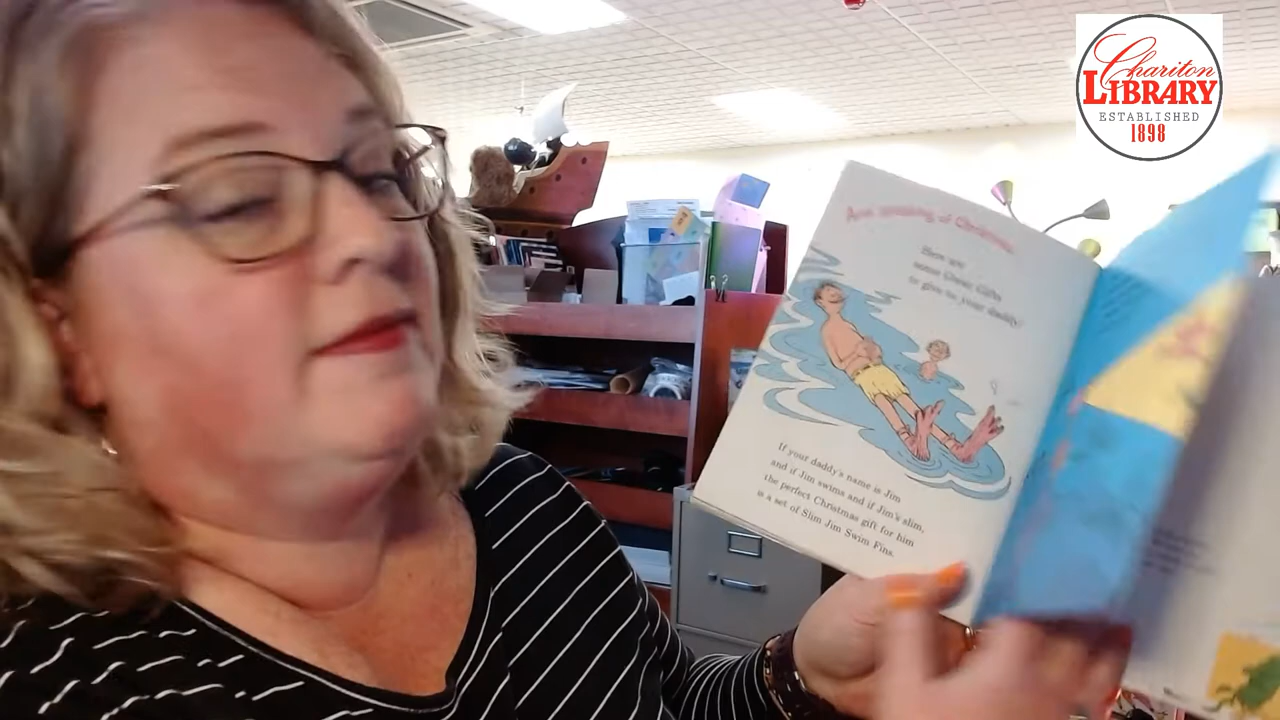 Chariton
LIBRARY
ESTABLISHED
1898
And speaking of Christmas
Here are
some Great Gifts
to give to your daddy!
If your daddy's name is Jim
and if Jim swims and if Jim's slim,
the perfect Christmas gift for him
is a set of Slim Jim Swim Fins.